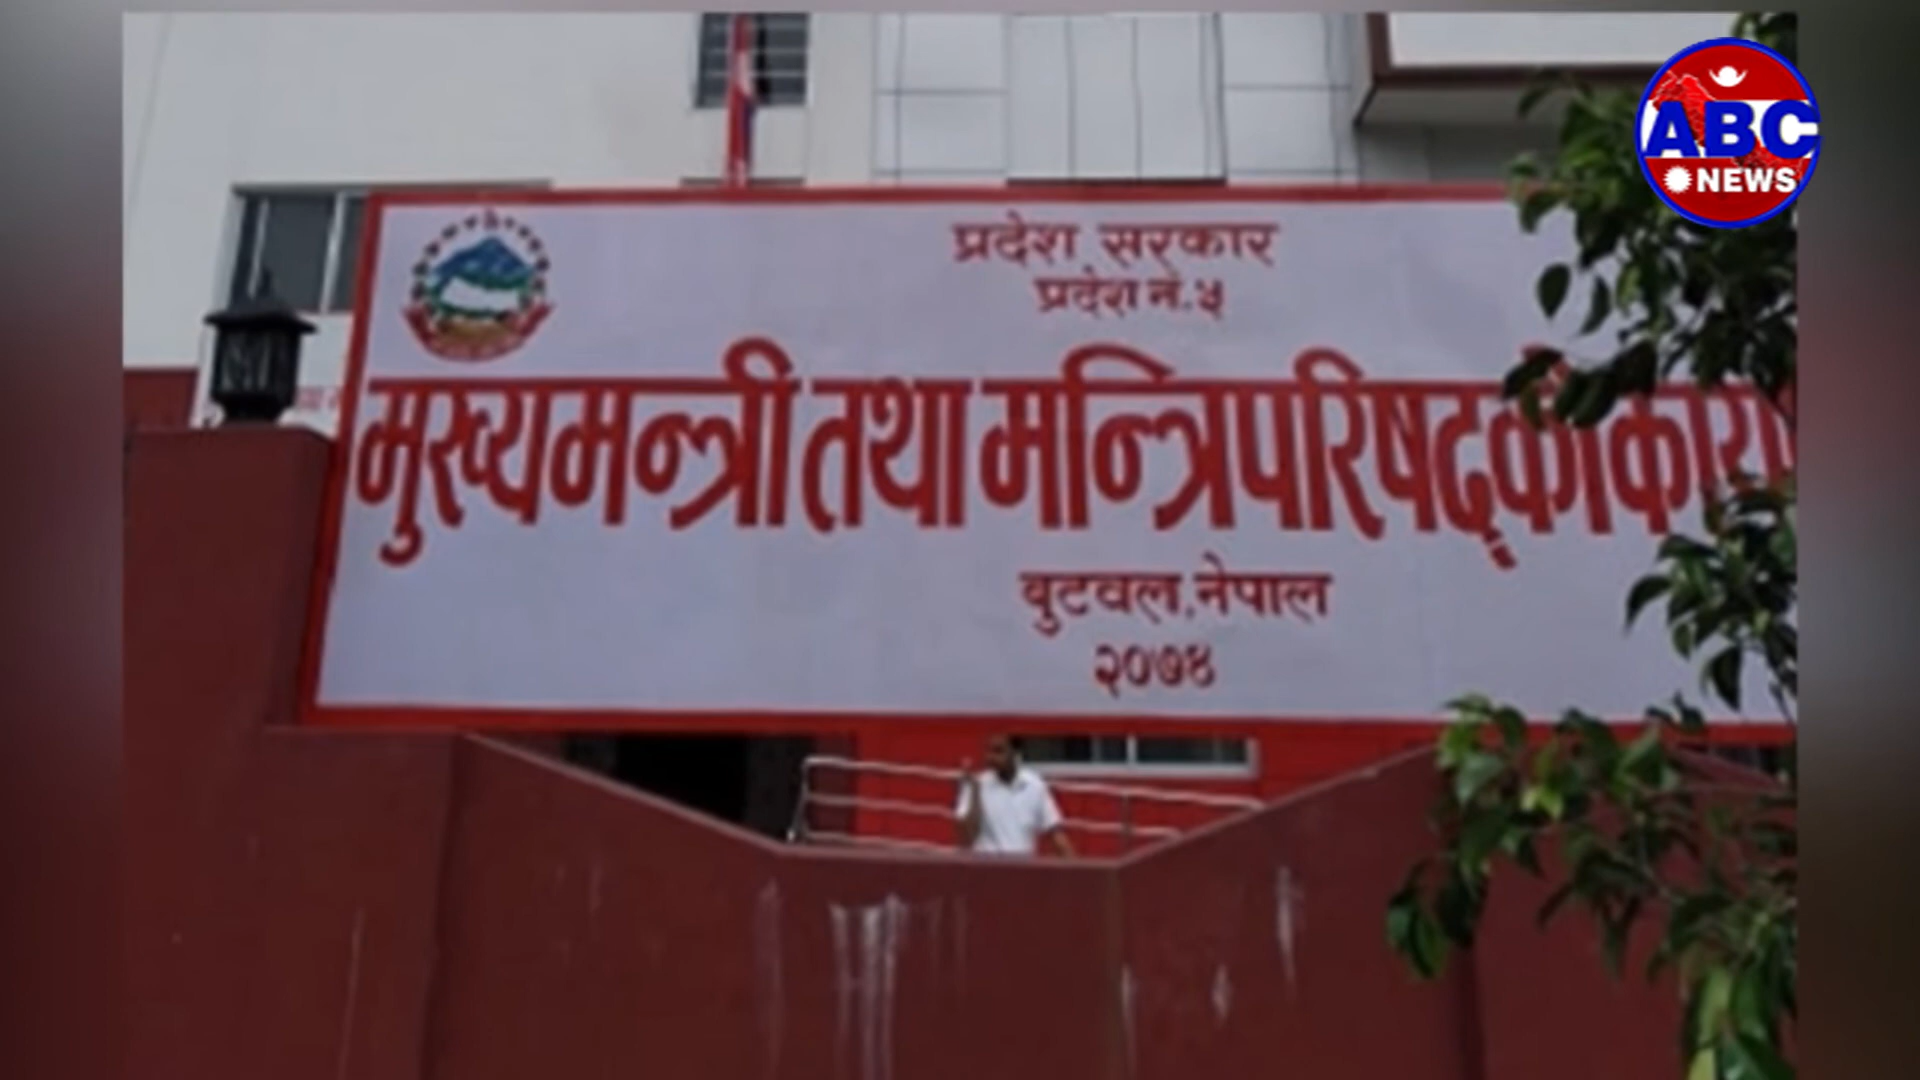 ABC
NEWS
प्रदेश सरकार
प्रदेश नं.५
मुख्यमन्त्री तथा मन्त्रिपरिषद्को
बुटवल, नेपाल
२०७४